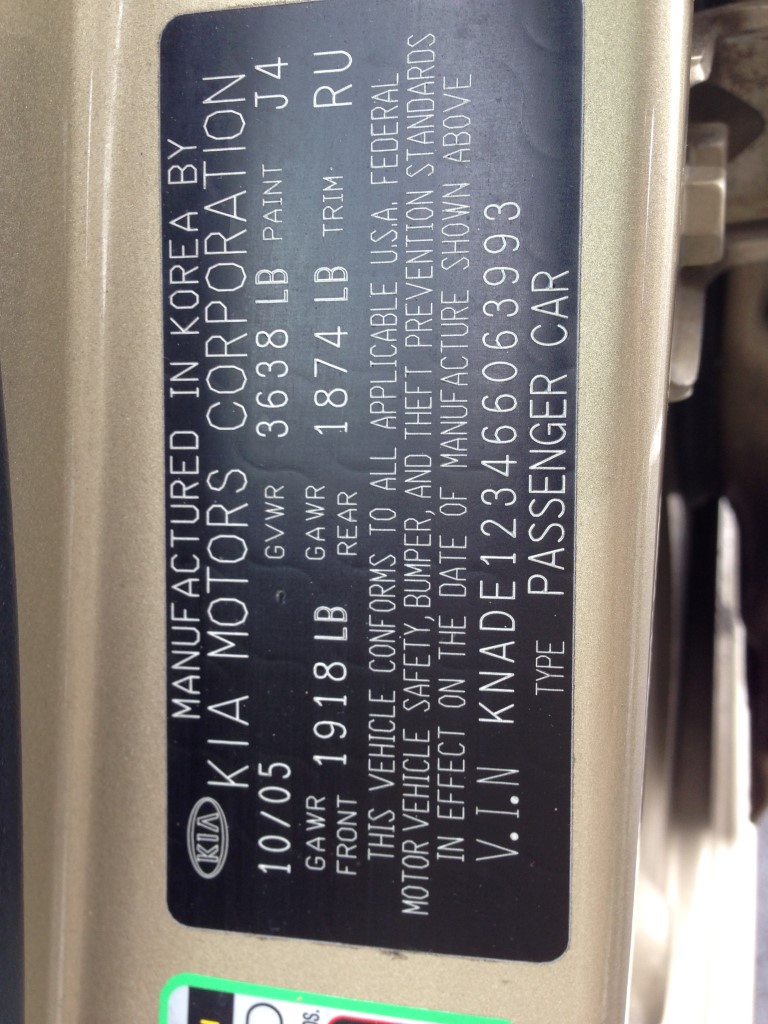 KIA
MANUFACTURED IN KOREA BY
KIA MOTORS CORPORATION
10/05 GVWR 3638 LB PAINT J4
GAWR FRONT 1918 LB GAWR REAR 1874 LB TRIM RU
THIS VEHICLE CONFORMS TO ALL APPLICABLE U.S.A. FEDERAL
MOTOR VEHICLE SAFETY, BUMPER, AND THEFT PREVENTION STANDARDS
IN EFFECT ON THE DATE OF MANUFACTURE SHOWN ABOVE
V.I.N KNADE123466063993
TYPE PASSENGER CAR